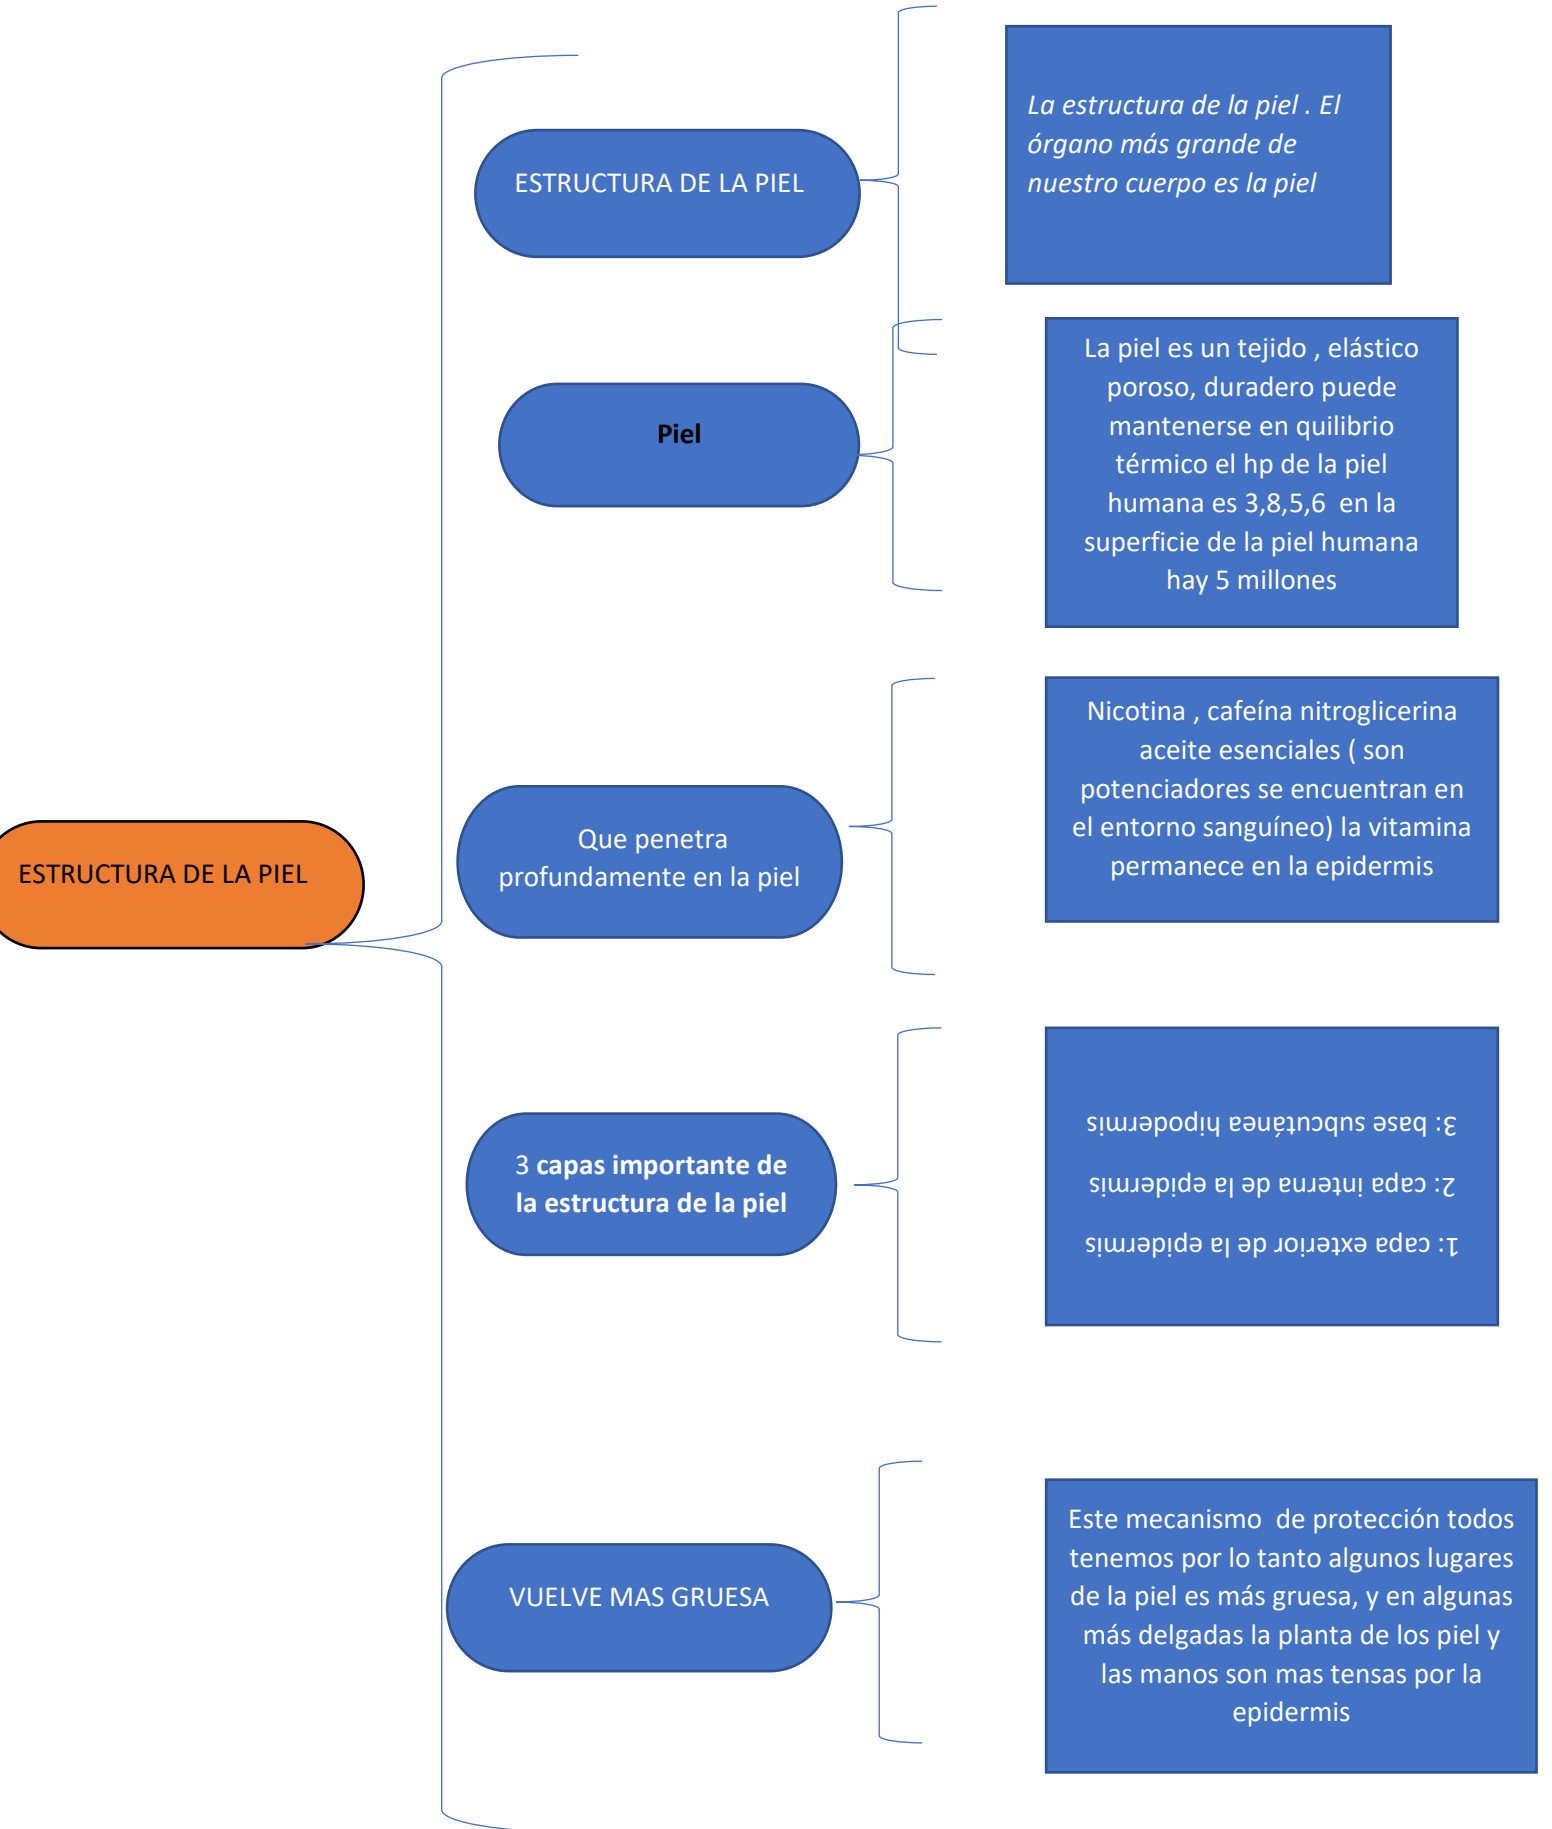 ESTRUCTURA DE LA PIEL
ESTRUCTURA DE LA PIEL
La estructura de la piel . El
órgano más grande de
nuestro cuerpo es la piel
Piel
La piel es un tejido , elástico
poroso, duradero puede
mantenerse en quilibrio
térmico el hp de la piel
humana es 3,8,5,6  en la
superficie de la piel humana
hay 5 millones
Que penetra
profundamente en la piel
Nicotina , cafeína nitroglicerina
aceite esenciales ( son
potenciadores se encuentran en
el entorno sanguíneo) la vitamina
permanece en la epidermis
3 capas importante de
la estructura de la piel
1: capa exterior de la epidermis
2: capa interna de la epidermis
3: base subcutánea hipodermis
VUELVE MAS GRUESA
Este mecanismo  de protección todos
tenemos por lo tanto algunos lugares
de la piel es más gruesa, y en algunas
más delgadas la planta de los piel y
las manos son mas tensas por la
epidermis